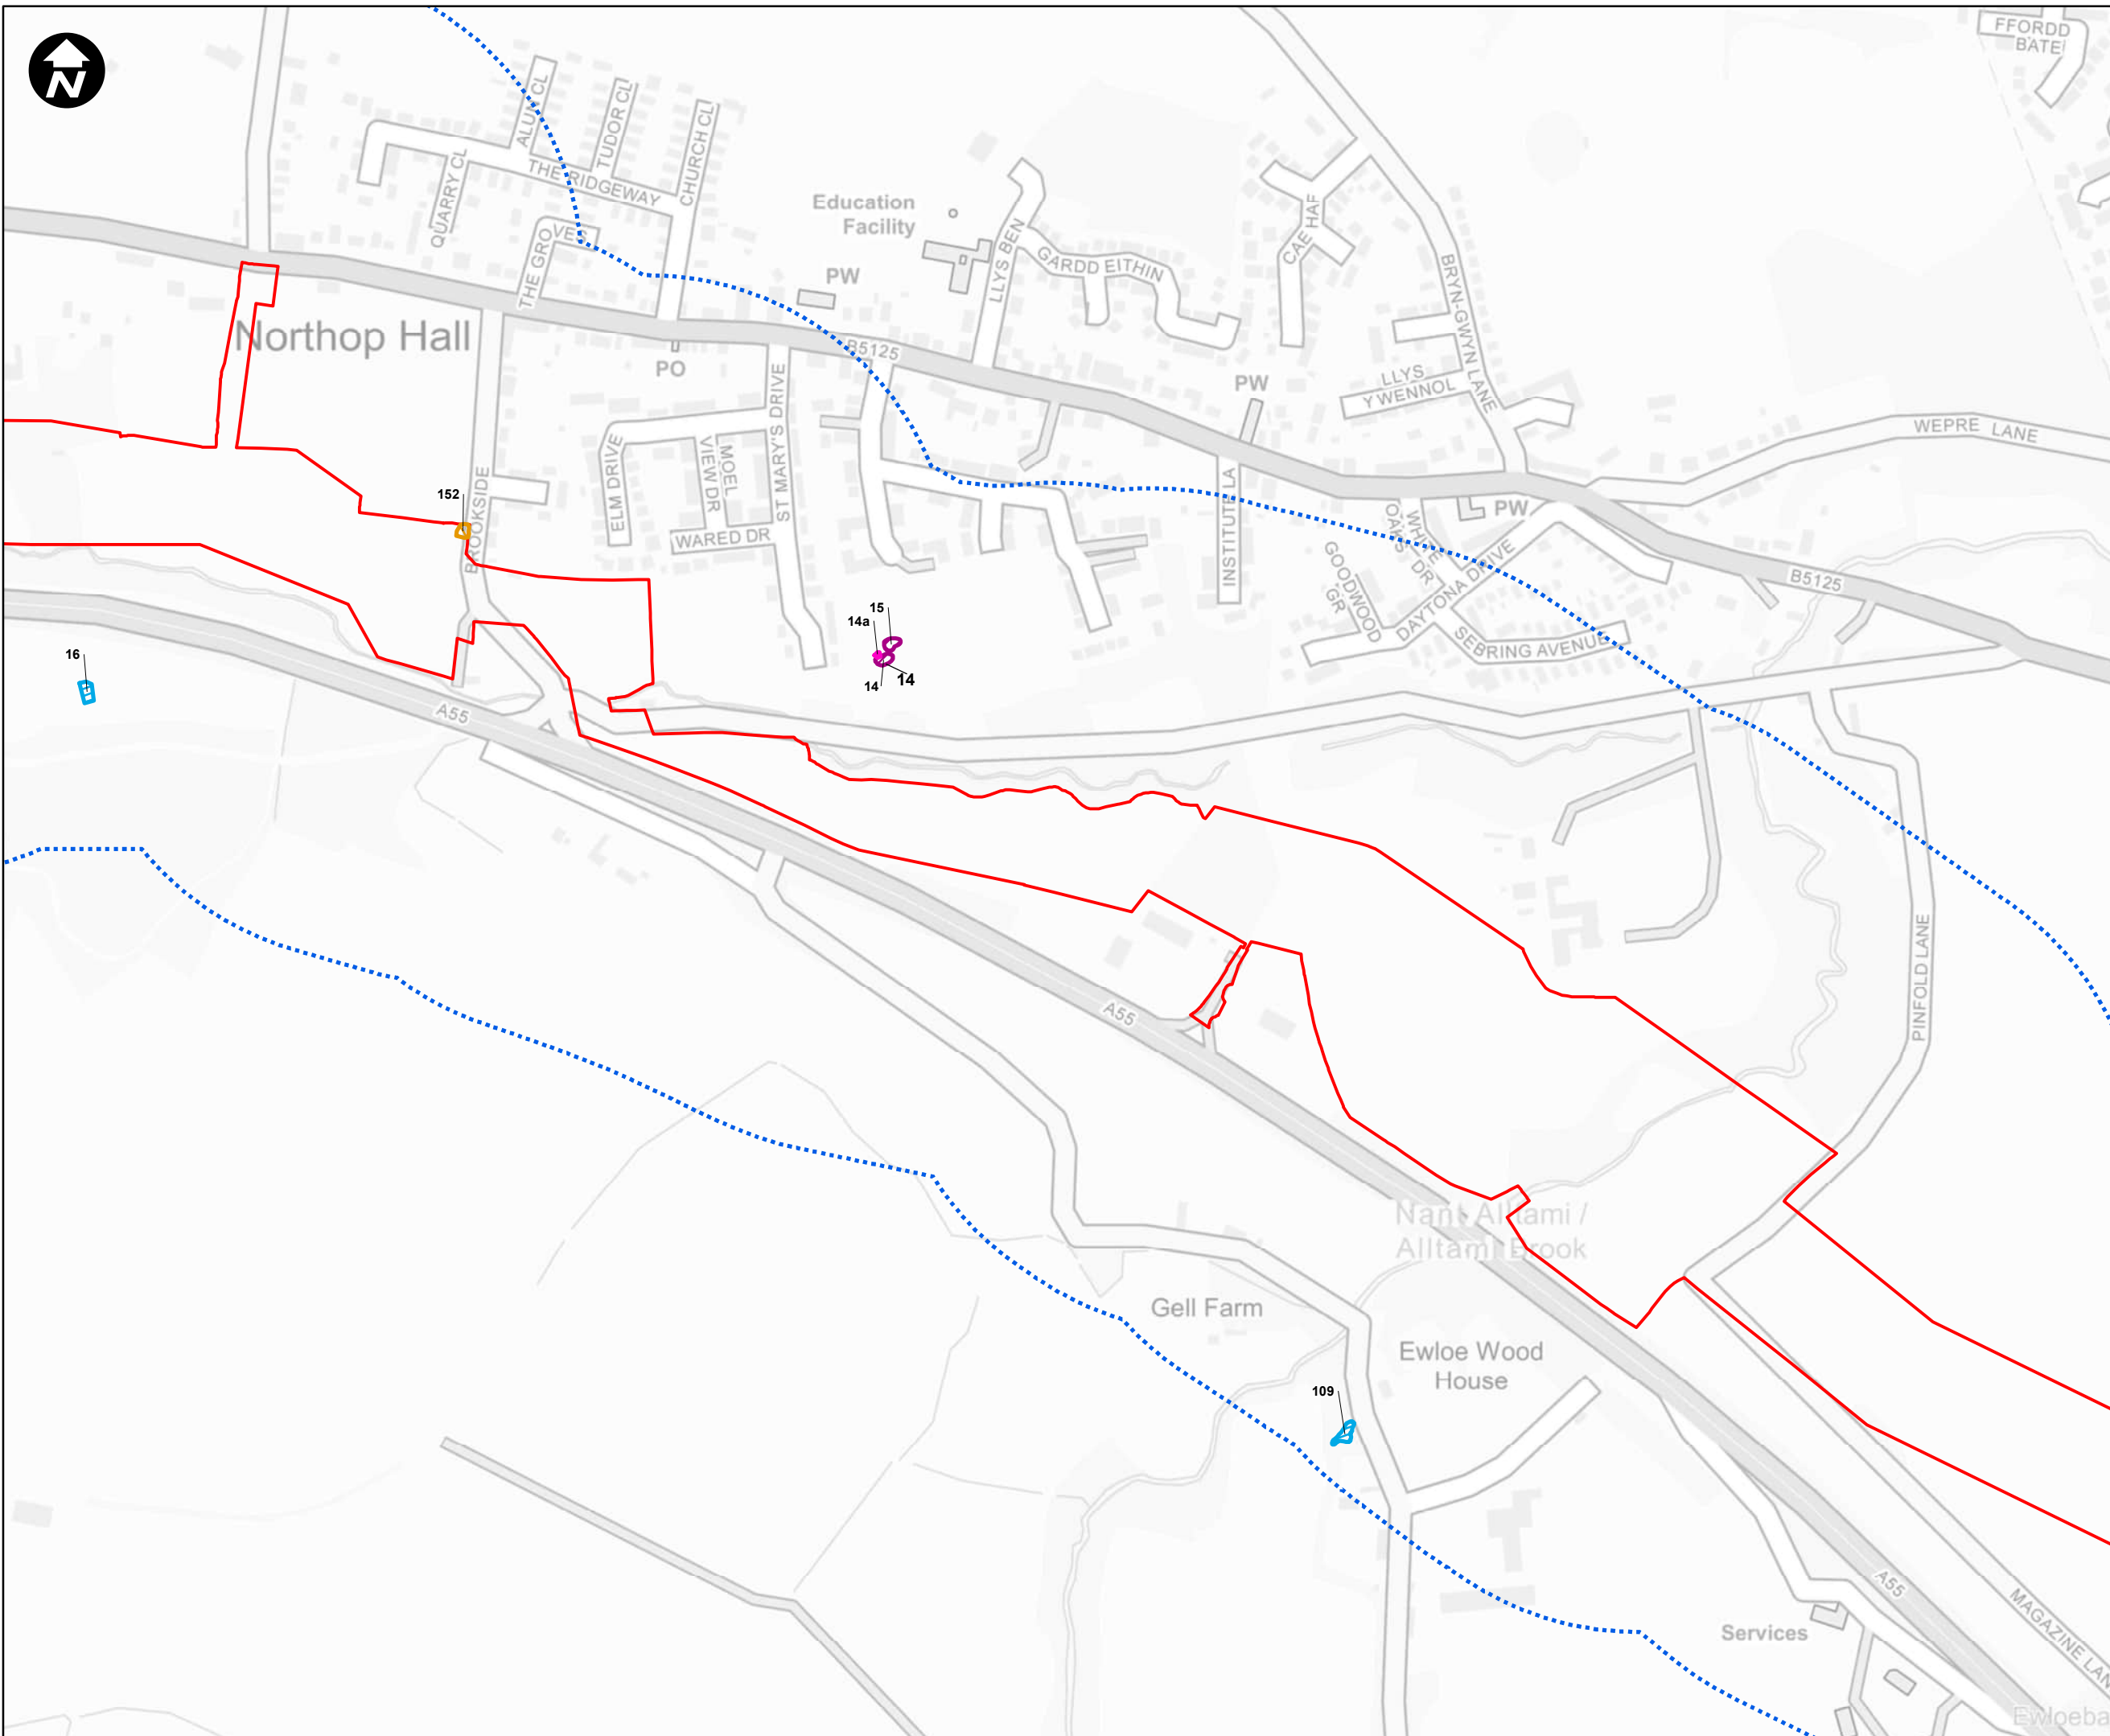 N
FFORDD
BATE
ALUN CL
TUDOR CL
CHURCH CL
QUARRY CL
THE RIDGEWAY
THE GROVES
Education
Facility
PW
LLYS BEN
GARDD EITHIN
CAE HAF
BRYN-GWYN LANE
Northop Hall
PO
B5125
PW
LLYS
Y WENNOL
WEPRE LANE
ELM DRIVE
MOEL
VIEW DR
ST MARY'S DRIVE
WARED DR
BROOKSIDE
152
INSTITUTE LA
PW
WHITE
OAKS DR
GOODWOOD
GR
DAYTONA DRIVE
SEBRING AVENUE
B5125
15
14a
14
14
16
A55
A55
PINFOLD LANE
Nant Alltami /
Alltami Brook
Gell Farm
Ewloe Wood
House
109
A55
Services
MAGAZINE LAN
Ewloeba